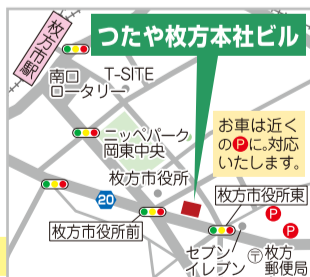 つたや枚方本社ビル
枚方市駅
南口
ロータリー
T-SITE
ニッペパーク
岡東中央
お車は近く
のPに。対応
いたします。
枚方市役所
枚方市役所東
20
枚方市役所前
P
P
セブン
イレブン
〒枚方
郵便局